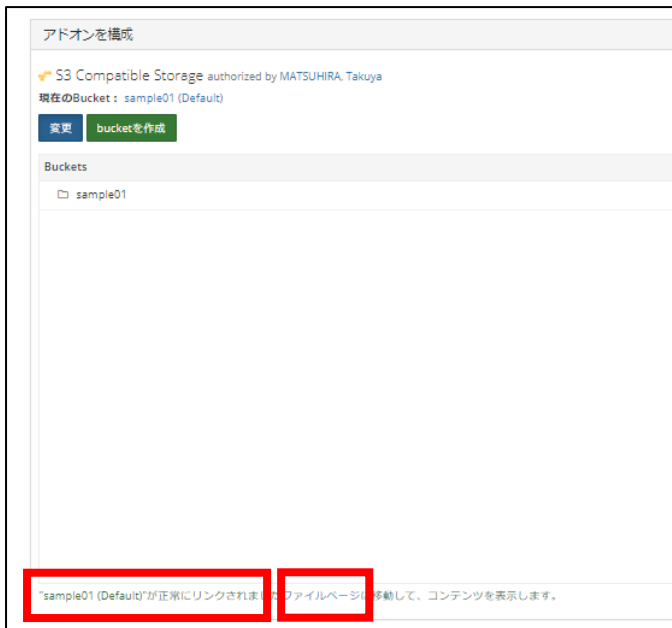 アドオンを構成
S3 Compatible Storage authorized by MATSUHIRA, Takuya
現在のBucket： sample01 (Default)
変更 bucketを作成
Buckets
sample01
"sample01 (Default)"が正常にリンクされました ファイルページに移動して、コンテンツを表示します。